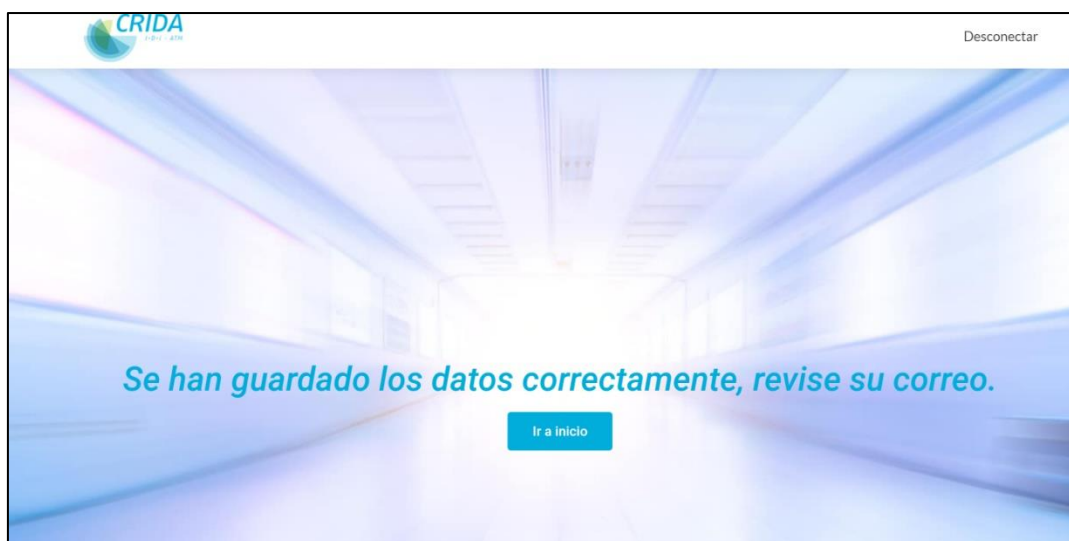 CRIDA
Desconectar
Se han guardado los datos correctamente, revise su correo.
Ir a inicio